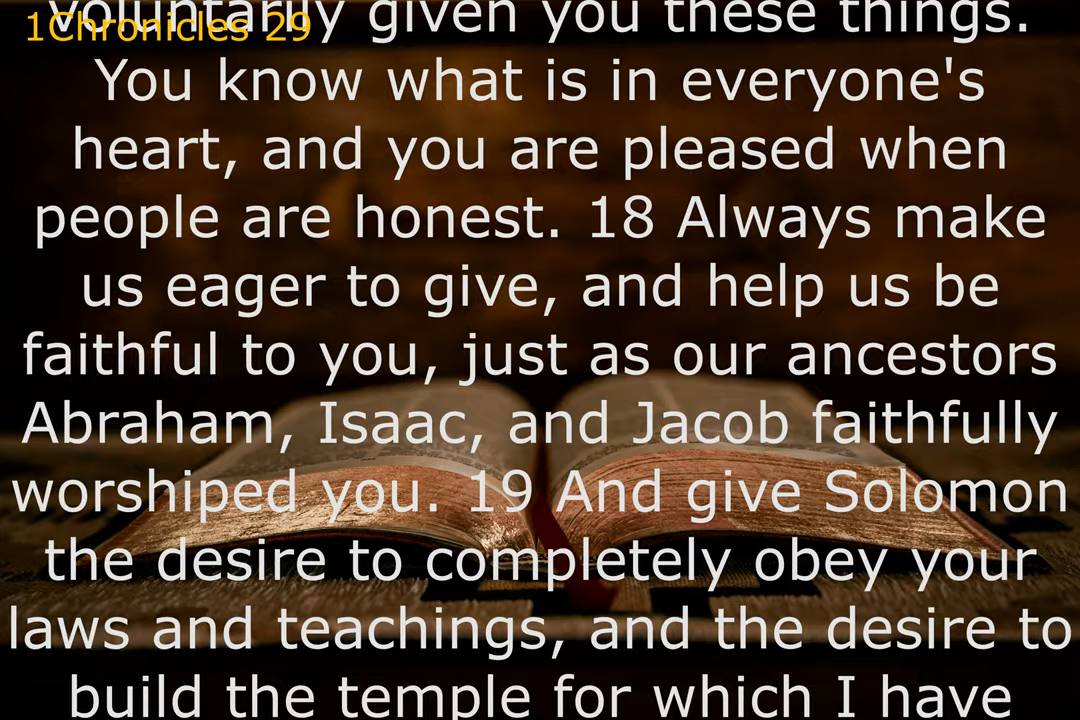 1Chronicles 29
voluntarily given you these things.
You know what is in everyone's
heart, and you are pleased when
people are honest. 18 Always make
us eager to give, and help us be
faithful to you, just as our ancestors
Abraham, Isaac, and Jacob faithfully
worshiped you. 19 And give Solomon
the desire to completely obey your
laws and teachings, and the desire to
build the temple for which I have